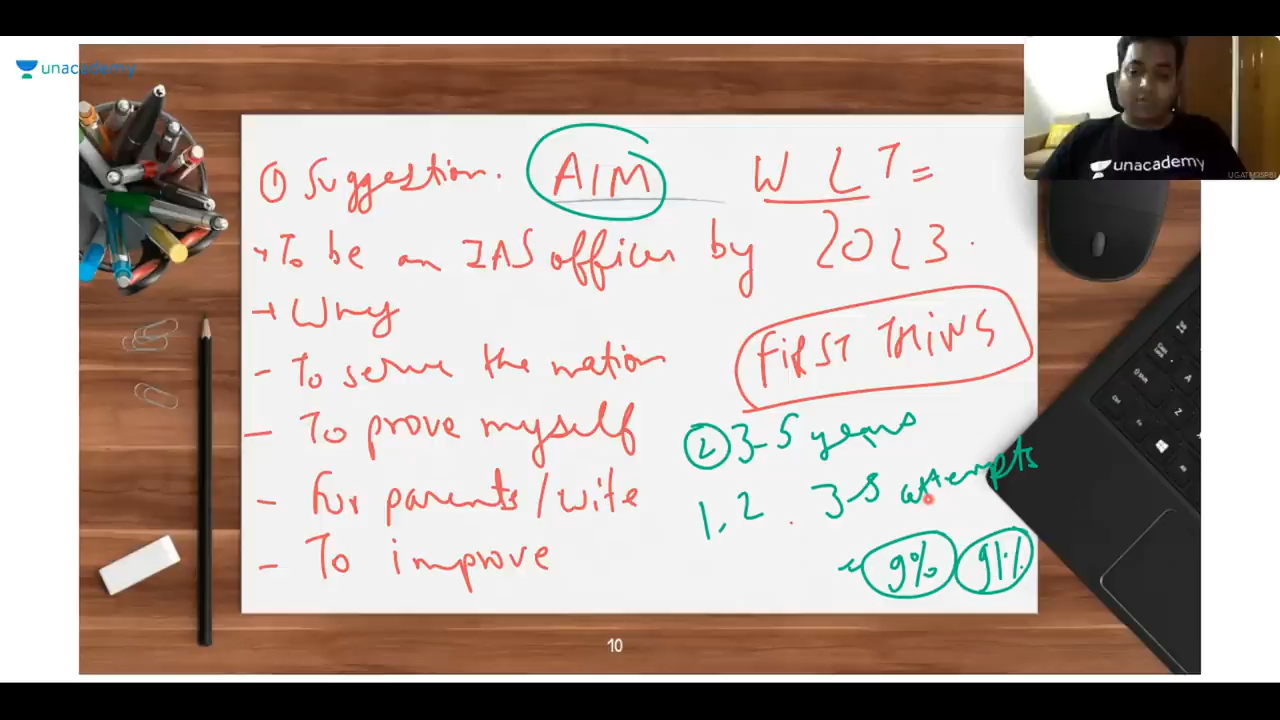 unacademy
① Suggestion. AIM W L T =
→ To be an IAS officer by 2023.
→ Why
- To serve the nation
FIRST THING
- To prove myself
② 3-5 years
- For parents/wife
1, 2 . 3-5 attempts
- To improve
9% 91%
10
unacademy